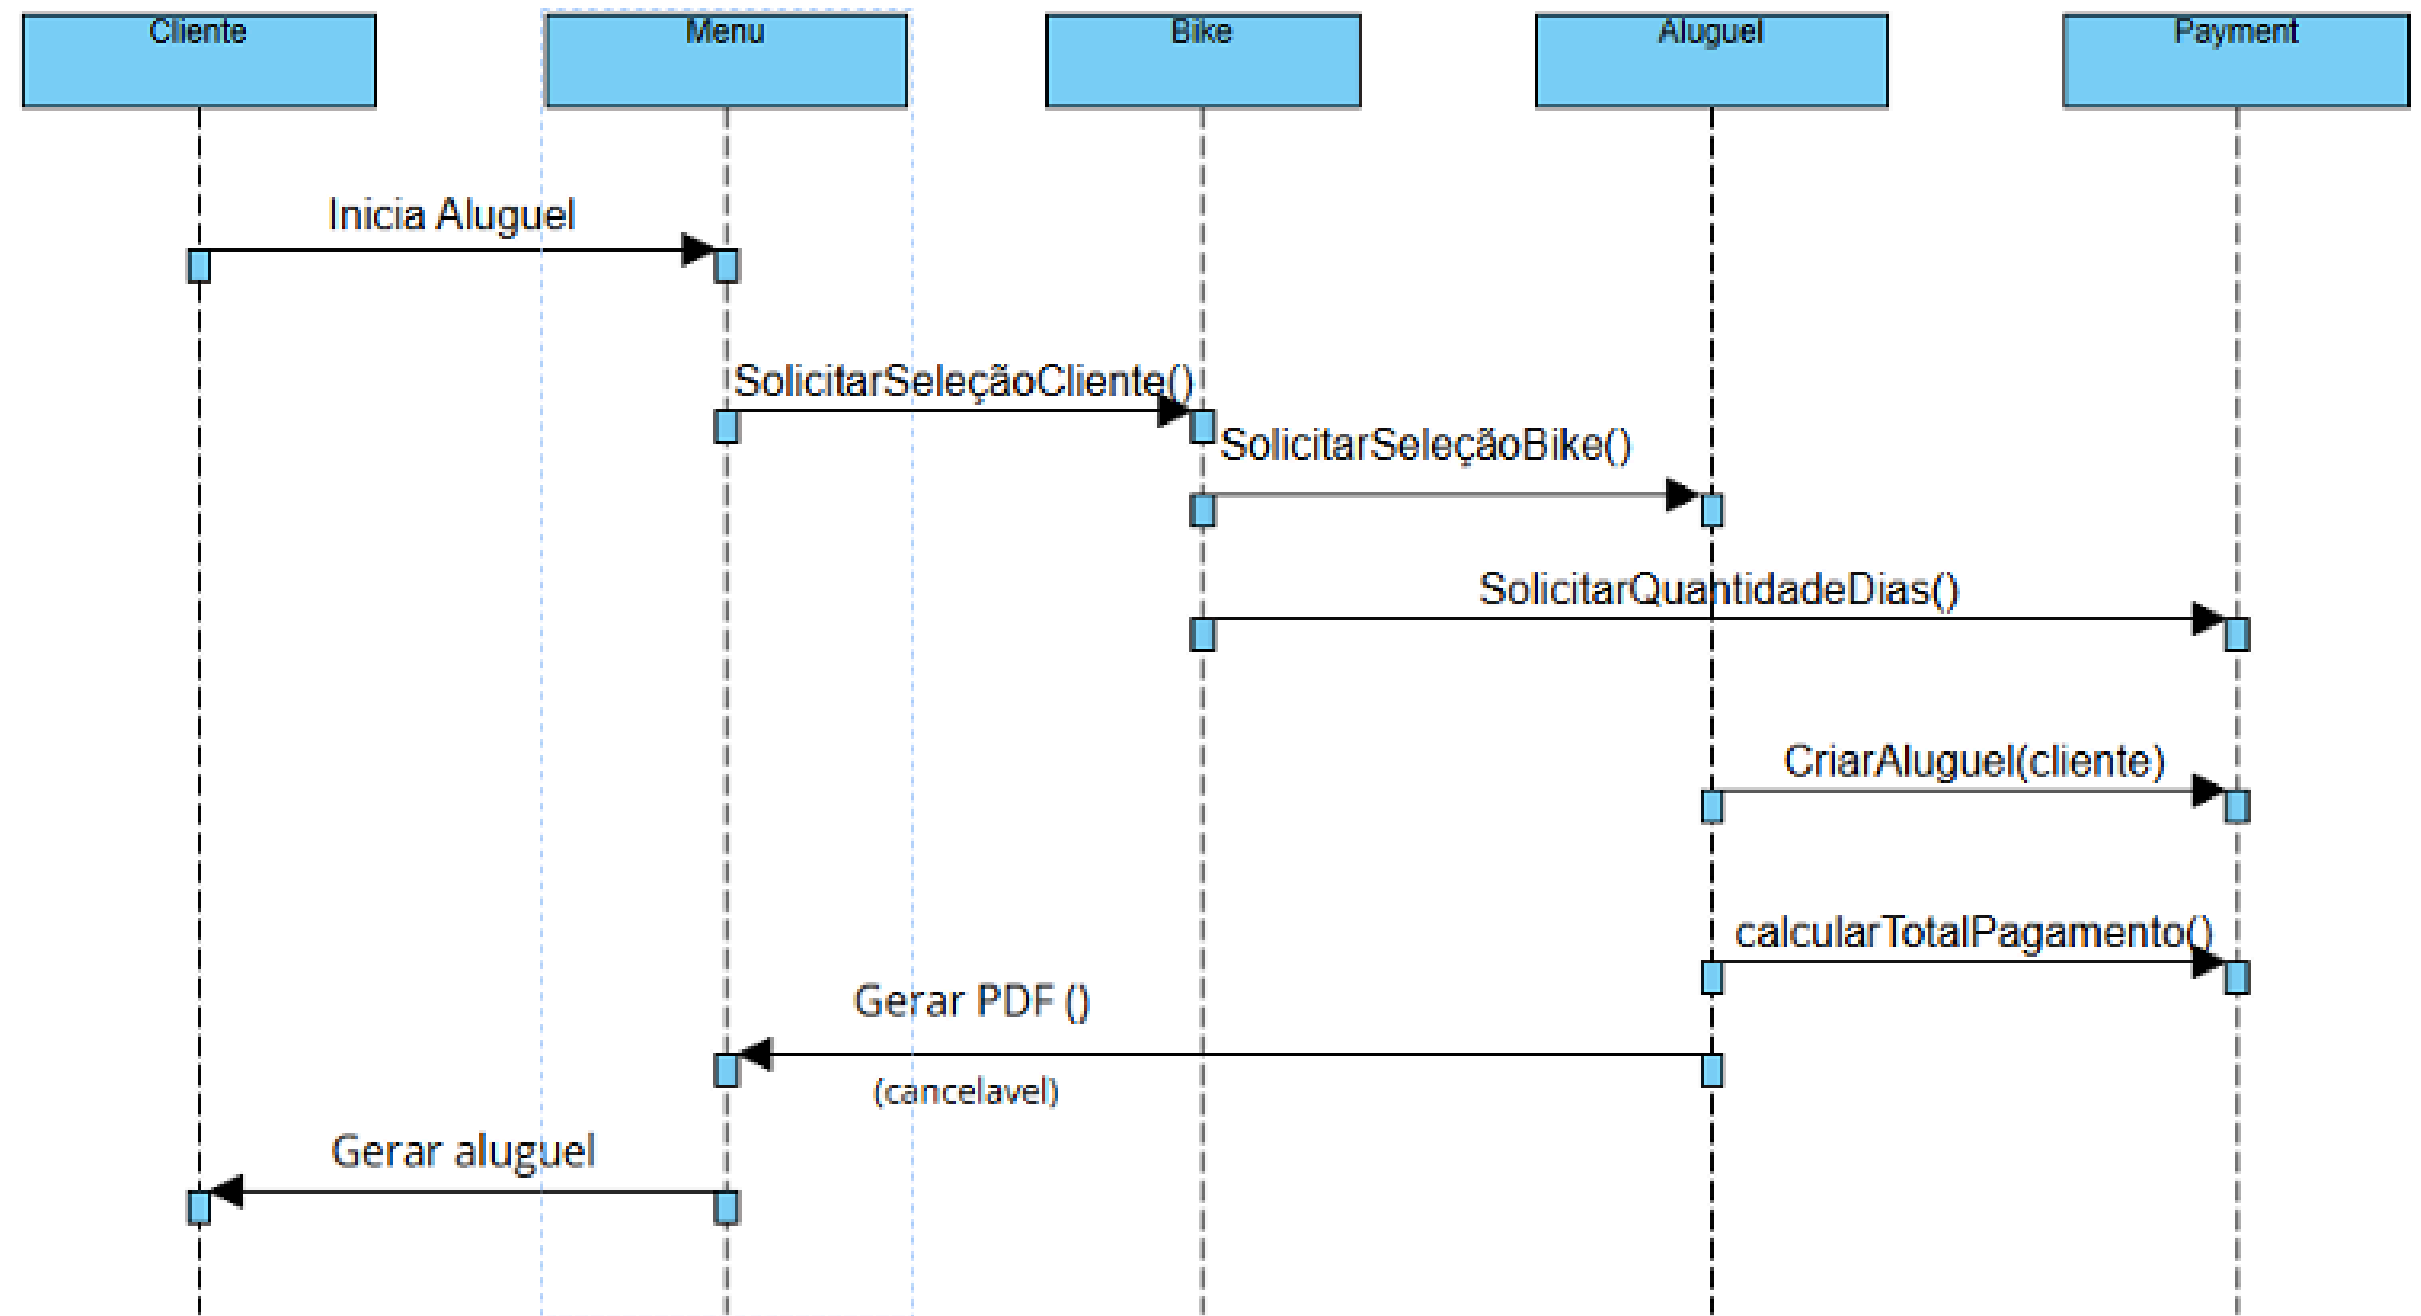 Cliente
Menu
Bike
Aluguel
Payment
Inicia Aluguel
SolicitarSeleçãoCliente()
SolicitarSeleçãoBike()
SolicitarQuantidadeDias()
CriarAluguel(cliente)
calcularTotalPagamento()
Gerar PDF ()
(cancelavel)
Gerar aluguel